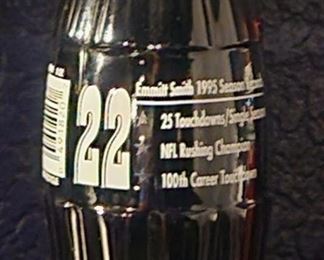 22
Emmitt Smith 1995 Season
25 Touchdowns/Single
NFL Rushing Champion
100th Career Touchdown